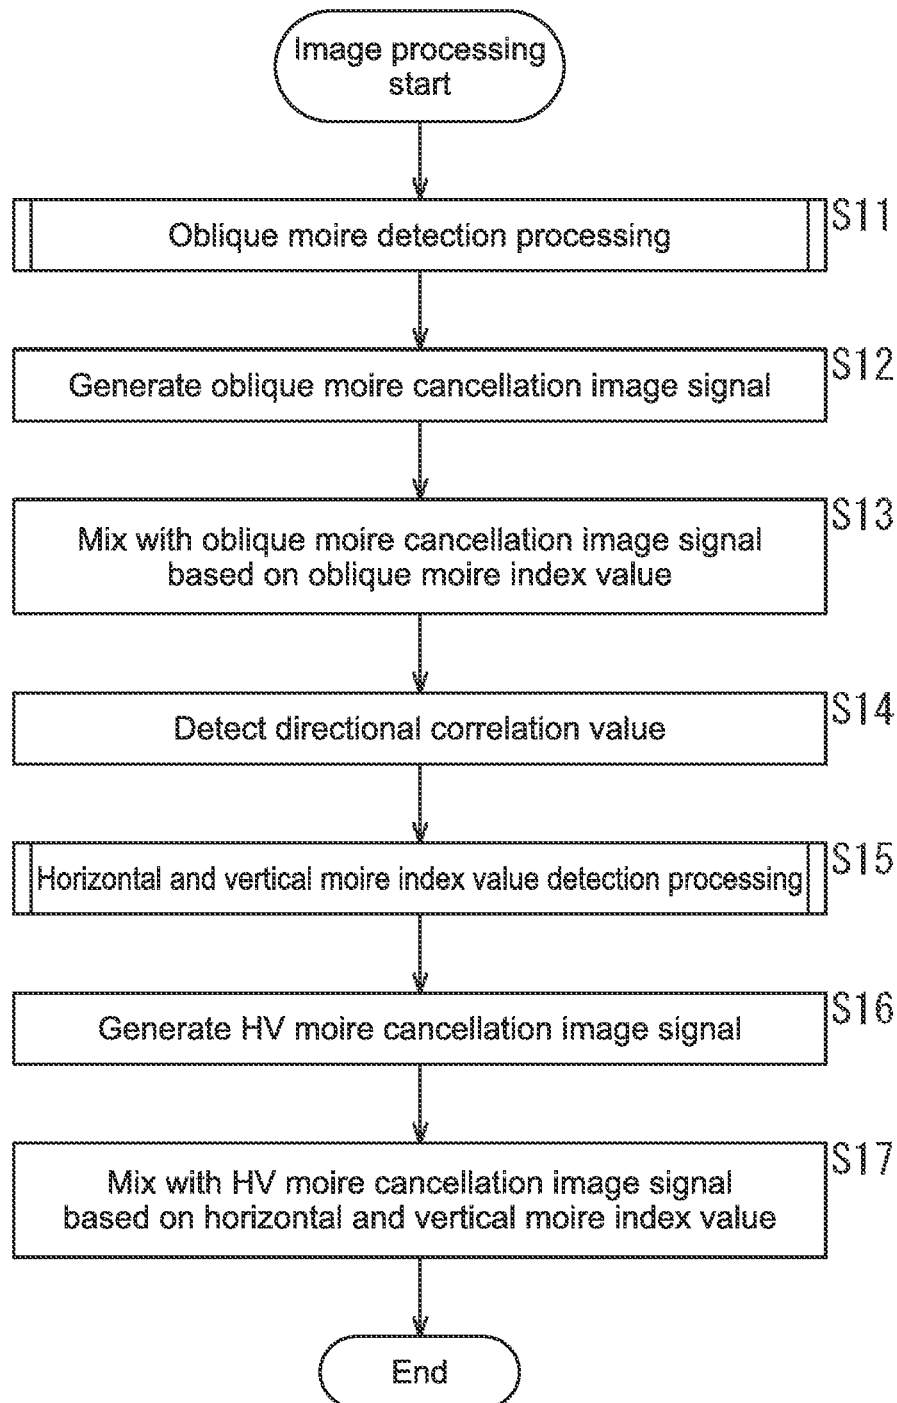 Image processing
start
S11
Oblique moire detection processing
S12
Generate oblique moire cancellation image signal
S13
Mix with oblique moire cancellation image signal
based on oblique moire index value
S14
Detect directional correlation value
S15
Horizontal and vertical moire index value detection processing
S16
Generate HV moire cancellation image signal
S17
Mix with HV moire cancellation image signal
based on horizontal and vertical moire index value
End